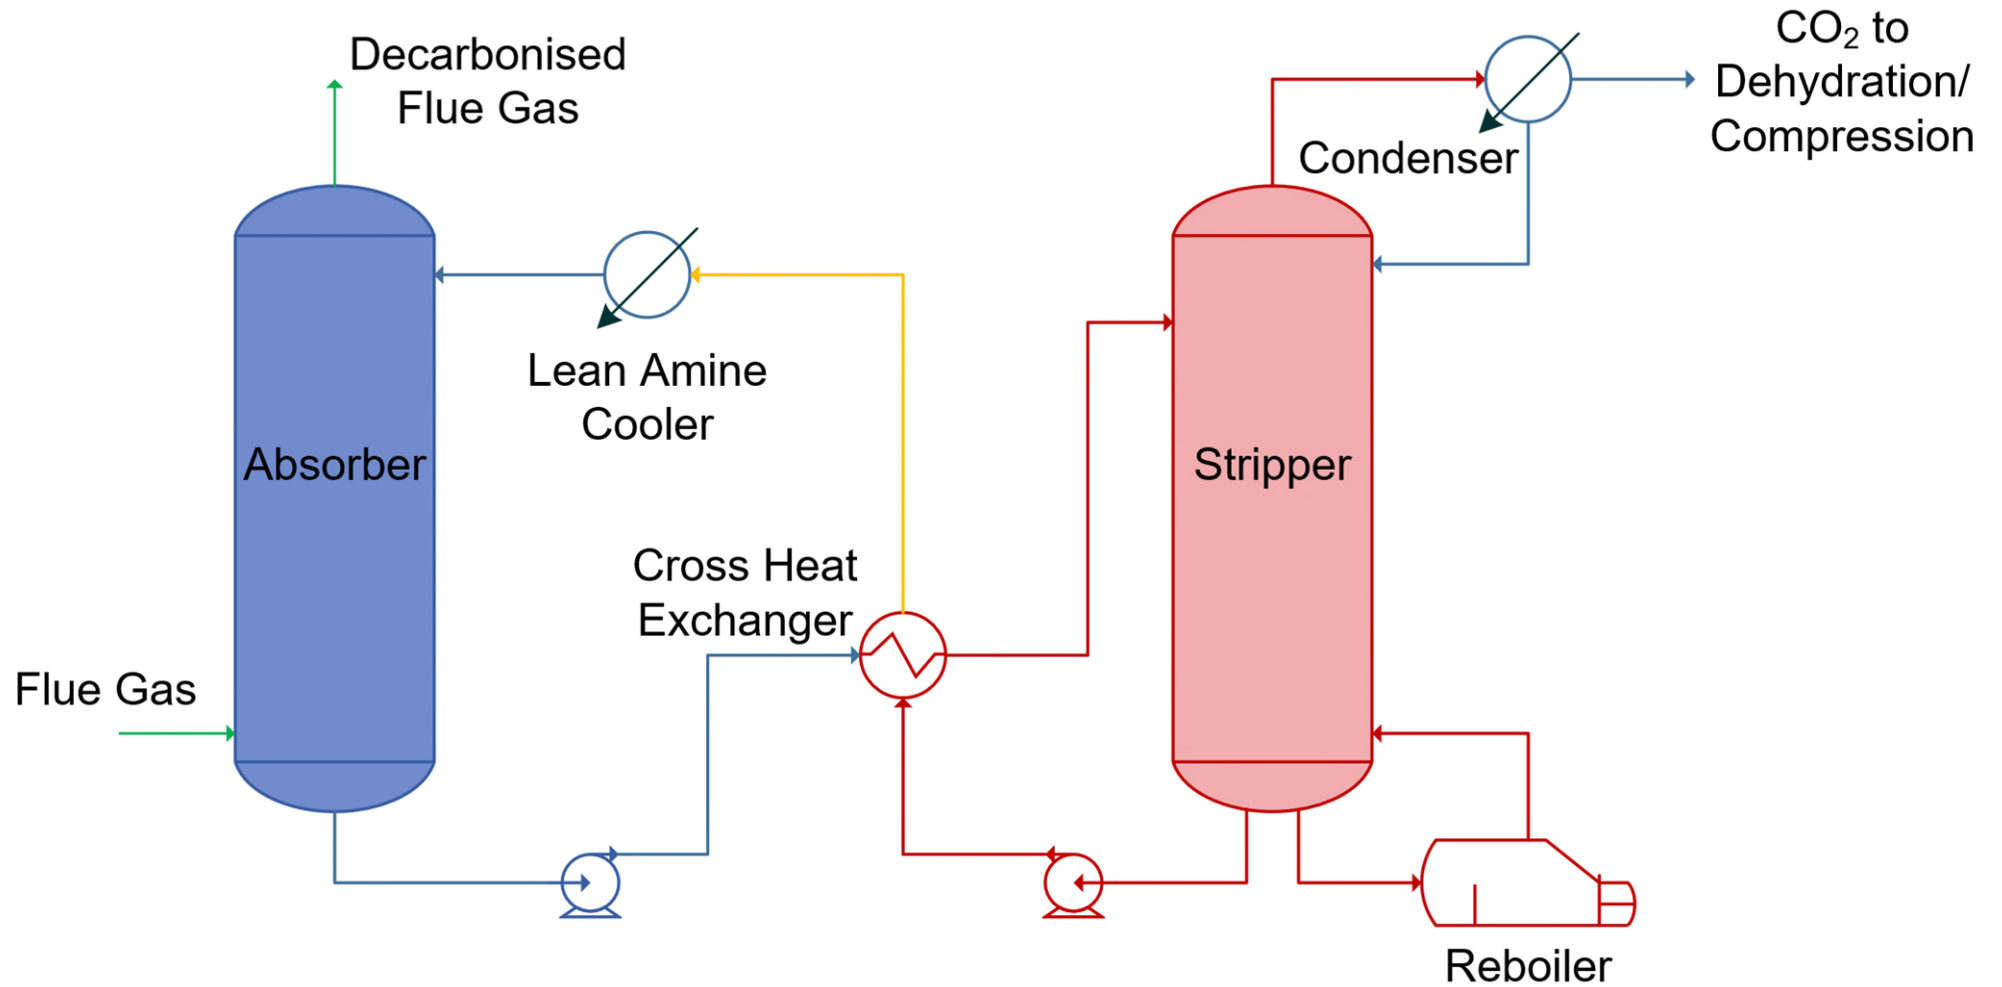 Decarbonised
Flue Gas
CO₂ to
Dehydration/
Compression
Condenser
Lean Amine
Cooler
Absorber
Stripper
Cross Heat
Exchanger
Flue Gas
Reboiler